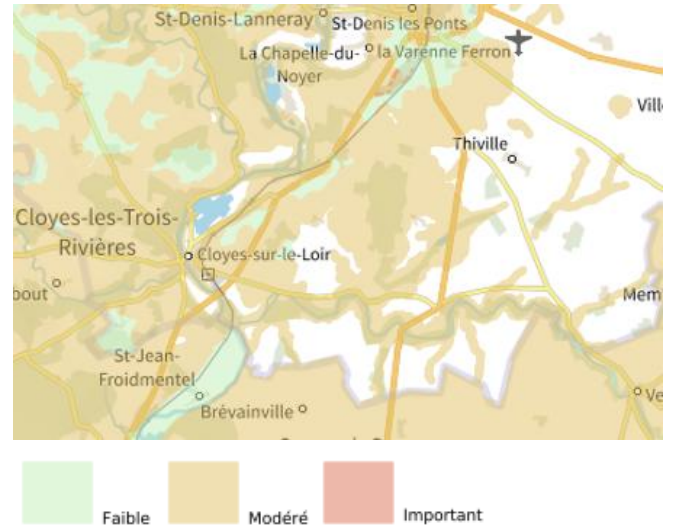 St-Denis-Lanneray
St-Denis les Ponts
La Chapelle-du-
Noyer
la Varenne Ferron
Vill
Thiville
Cloyes-les-Trois-
Rivières
Cloyes-sur-le-Loir
bout
Mem
St-Jean-
Froidmentel
Brévainville
Ve
Faible
Modéré
Important